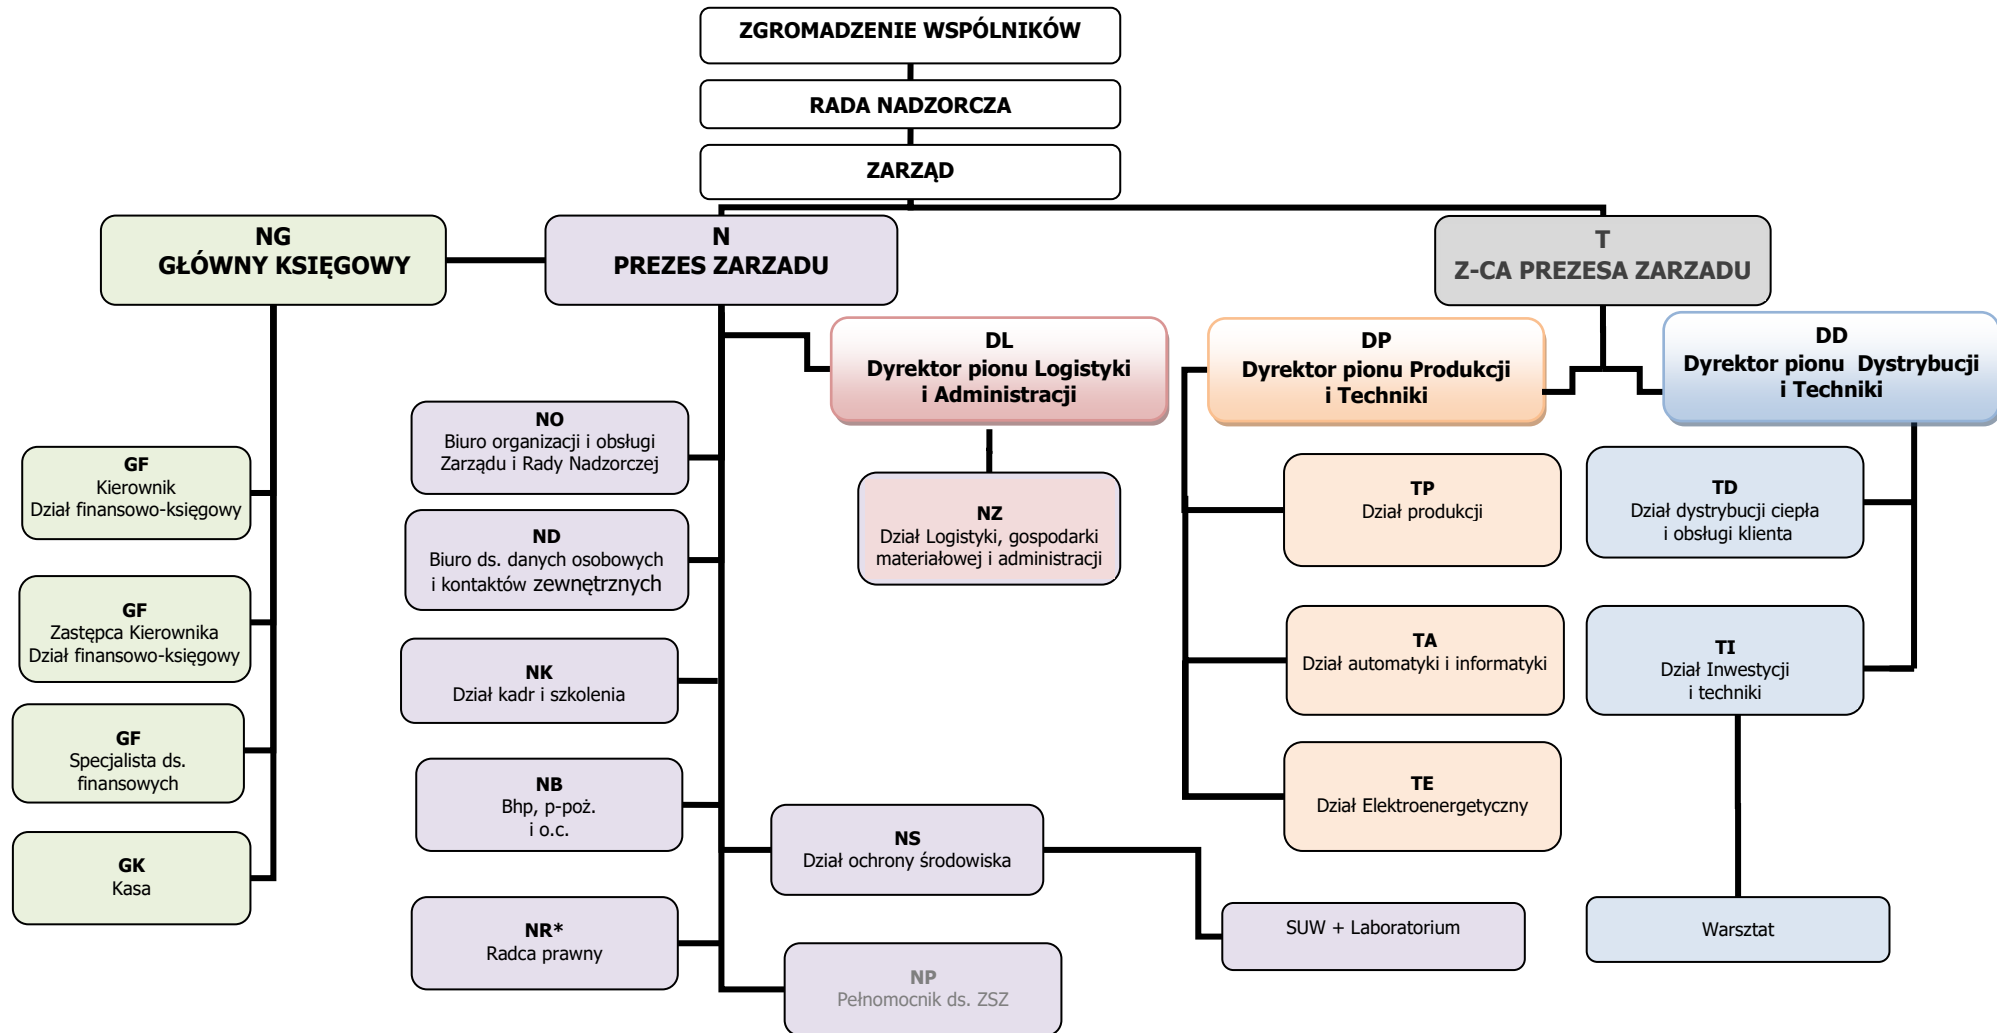 ZGROMADZENIE WSPÓLNIKÓW
RADA NADZORCZA
ZARZĄD
NG
GŁÓWNY KSIĘGOWY
N
PREZES ZARZADU
T
Z-CA PREZESA ZARZADU
DL
Dyrektor pionu Logistyki
i Administracji
DP
Dyrektor pionu Produkcji
i Techniki
DD
Dyrektor pionu Dystrybucji
i Techniki
GF
Kierownik
Dział finansowo-księgowy
GF
Zastępca Kierownika
Dział finansowo-księgowy
GF
Specjalista ds.
finansowych
GK
Kasa
NO
Biuro organizacji i obsługi
Zarządu i Rady Nadzorczej
ND
Biuro ds. danych osobowych
i kontaktów zewnętrznych
NK
Dział kadr i szkolenia
NB
Bhp, p-poż.
i o.c.
NR*
Radca prawny
NZ
Dział Logistyki, gospodarki
materiałowej i administracji
NS
Dział ochrony środowiska
NP
Pełnomocnik ds. ZSZ
SUW + Laboratorium
TP
Dział produkcji
TA
Dział automatyki i informatyki
TE
Dział Elektroenergetyczny
TD
Dział dystrybucji ciepła
i obsługi klienta
TI
Dział Inwestycji
i techniki
Warsztat